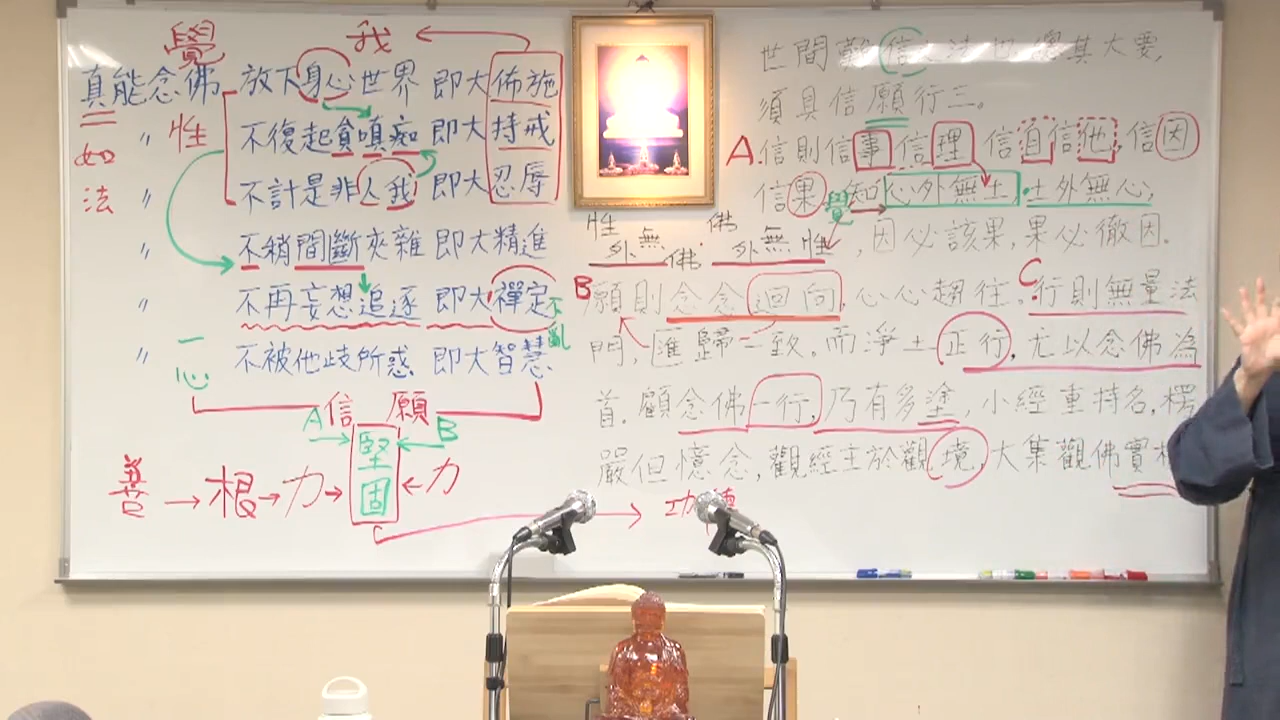 覺 我
真能念佛 放下身心世界 即大佈施
二 〃 性 不復起貪嗔痴 即大持戒
如法 〃 不計是非人我 即大忍辱
〃 不稍間斷夾雜 即大精進
〃 不再妄想追逐 即大禪定 不亂
一心 〃 不被他歧所惑 即大智慧
信 願
A 堅固 B
善 → 根 → 力 → ← 力
→ 功德
世間難信之法也 其大要,
須具信願行三。
A.信則信事信理 信自信他,信因
信果,知心外無土,土外無心,
覺
性外無佛.佛外無性,因必該果,果必徹因.
B 願則念念迴向,心心趨往.C.行則無量法
門,匯歸一致。而淨土正行,尤以念佛為
首.顧念佛一行,乃有多塗,小經重持名,楞
嚴但憶念,觀經主於觀境,大集觀佛實相